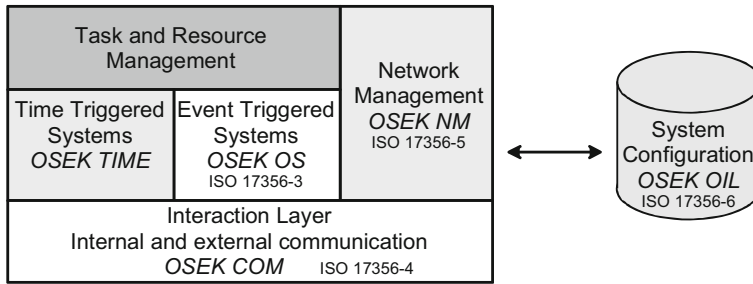 Task and Resource
Management
Time Triggered
Systems
OSEK TIME
Event Triggered
Systems
OSEK OS
ISO 17356-3
Network
Management
OSEK NM
ISO 17356-5
Interaction Layer
Internal and external communication
OSEK COM ISO 17356-4
System
Configuration
OSEK OIL
ISO 17356-6